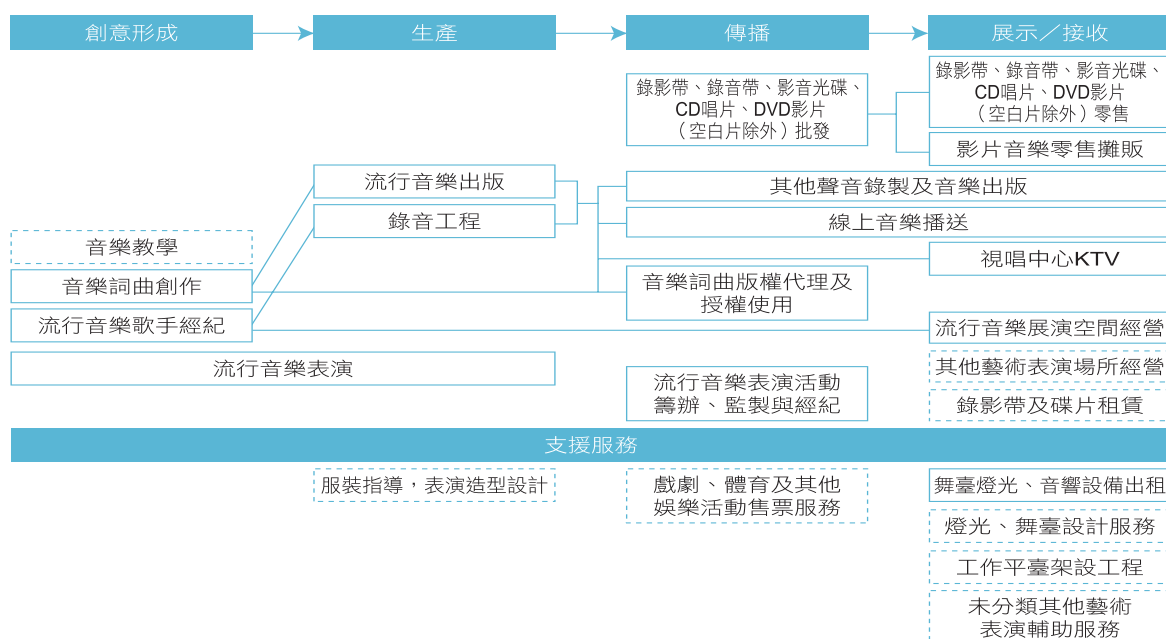 創意形成
生產
傳播
展示／接收
錄影帶、錄音帶、影音光碟、
CD唱片、DVD影片
（空白片除外）批發
錄影帶、錄音帶、影音光碟、
CD唱片、DVD影片
（空白片除外）零售
影片音樂零售攤販
流行音樂出版
其他聲音錄製及音樂出版
錄音工程
線上音樂播送
音樂教學
視唱中心KTV
音樂詞曲創作
音樂詞曲版權代理及
授權使用
流行音樂歌手經紀
流行音樂展演空間經營
流行音樂表演
其他藝術表演場所經營
流行音樂表演活動
籌辦、監製與經紀
錄影帶及碟片租賃
支援服務
服裝指導，表演造型設計
戲劇、體育及其他
娛樂活動售票服務
舞臺燈光、音響設備出租
燈光、舞臺設計服務
工作平臺架設工程
未分類其他藝術
表演輔助服務